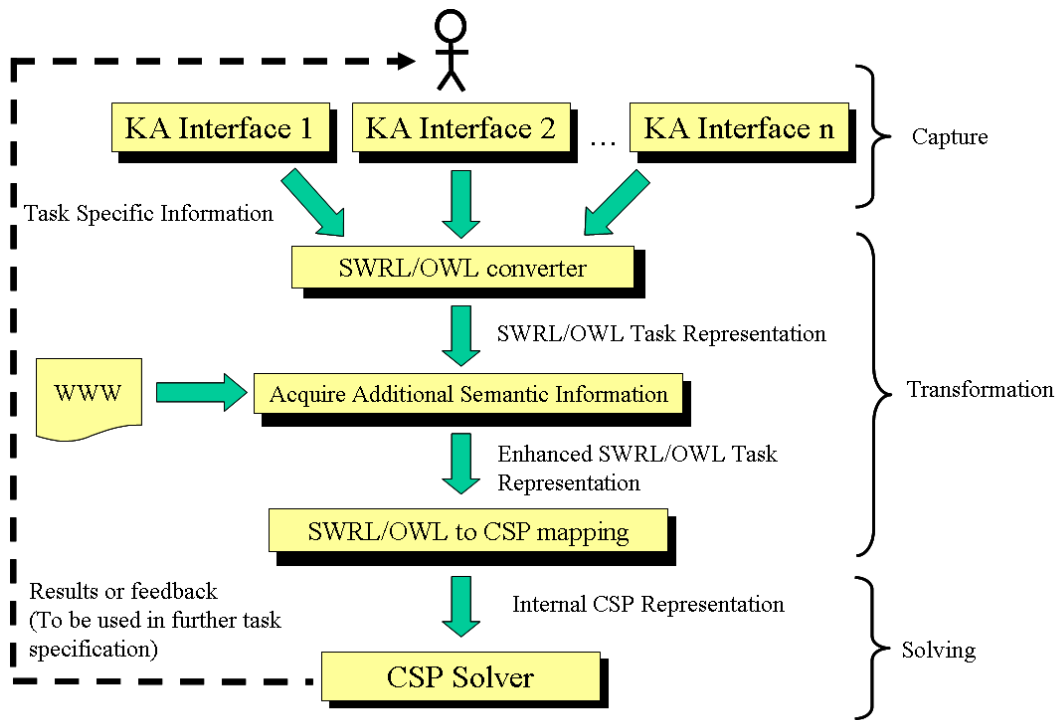 KA Interface 1
KA Interface 2
...
KA Interface n
Capture
Task Specific Information
SWRL/OWL converter
SWRL/OWL Task Representation
WWW
Acquire Additional Semantic Information
Transformation
Enhanced SWRL/OWL Task
Representation
SWRL/OWL to CSP mapping
Results or feedback
(To be used in further task
specification)
Internal CSP Representation
Solving
CSP Solver